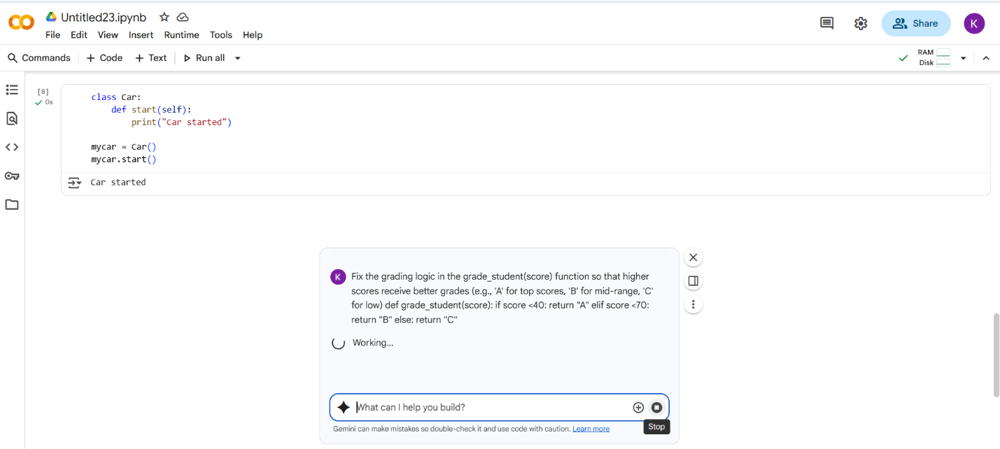 Untitled23.ipynb
File Edit View Insert Runtime Tools Help
Share
K
Commands + Code + Text Run all
RAM
Disk
[8]
0s
class Car:
    def start(self):
        print("Car started")
mycar = Car()
mycar.start()
Car started
K
Fix the grading logic in the grade_student(score) function so that higher
scores receive better grades (e.g., 'A' for top scores, 'B' for mid-range, 'C'
for low) def grade_student(score): if score <40: return "A" elif score <70:
return "B" else: return "C"
Working...
What can I help you build?
Gemini can make mistakes so double-check it and use code with caution. Learn more
Stop